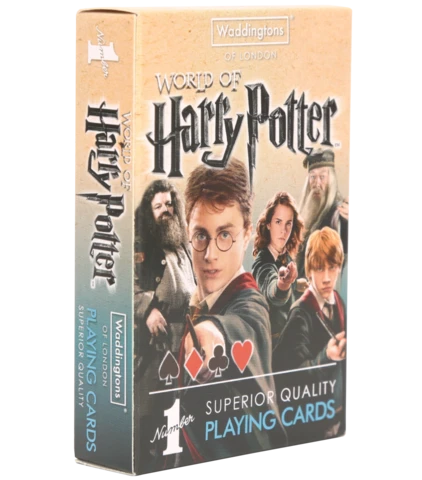 Waddingtons
OF LONDON
WORLD OF
Harry Potter
Number 1
SUPERIOR QUALITY
PLAYING CARDS
Number 1
WORLD OF
Harry Potter
Waddingtons
OF LONDON
PLAYING CARDS
SUPERIOR QUALITY